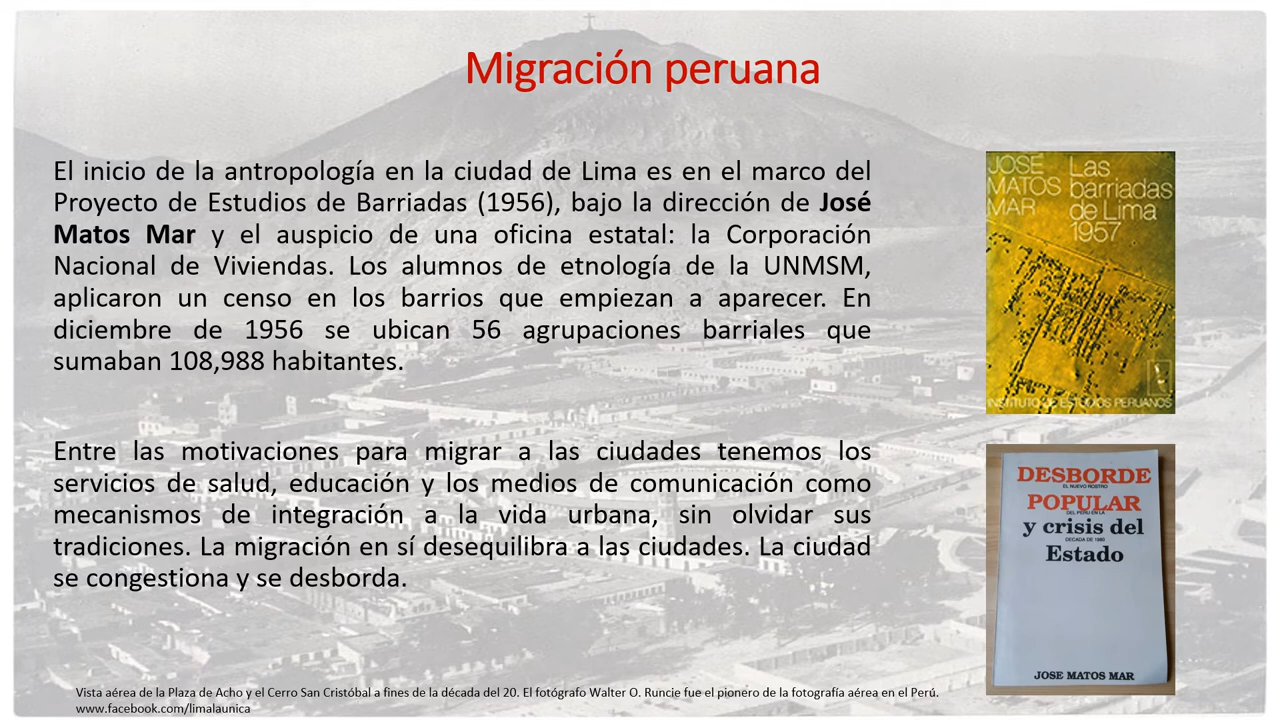 Migración peruana
El inicio de la antropología en la ciudad de Lima es en el marco del
Proyecto de Estudios de Barriadas (1956), bajo la dirección de José
Matos Mar y el auspicio de una oficina estatal: la Corporación
Nacional de Viviendas. Los alumnos de etnología de la UNMSM,
aplicaron un censo en los barrios que empiezan a aparecer. En
diciembre de 1956 se ubican 56 agrupaciones barriales que
sumaban 108,988 habitantes.
Entre las motivaciones para migrar a las ciudades tenemos los
servicios de salud, educación y los medios de comunicación como
mecanismos de integración a la vida urbana, sin olvidar sus
tradiciones. La migración en sí desequilibra a las ciudades. La ciudad
se congestiona y se desborda.
JOSE
MATOS
MAR
Las
barriadas
de Lima
1957
INSTITUTO DE ESTUDIOS PERUANOS
DESBORDE
EL NUEVO ROSTRO
POPULAR
DEL PERU EN LA
y crisis del
DECADA DE 1980
Estado
JOSE MATOS MAR
Vista aérea de la Plaza de Acho y el Cerro San Cristóbal a fines de la década del 20. El fotógrafo Walter O. Runcie fue el pionero de la fotografía aérea en el Perú.
www.facebook.com/limalaunica